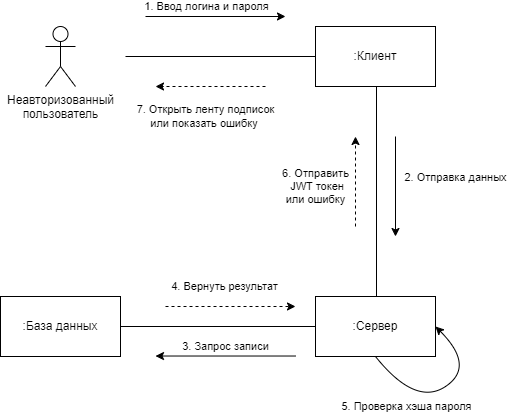 1. Ввод логина и пароля
:Клиент
Неавторизованный
пользователь
7. Открыть ленту подписок
или показать ошибку
6. Отправить
JWT токен
или ошибку
2. Отправка данных
4. Вернуть результат
:База данных
:Сервер
3. Запрос записи
5. Проверка хэша пароля